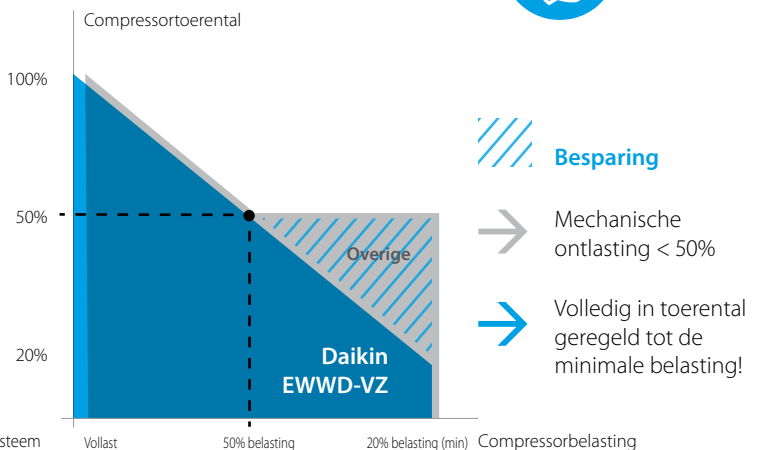 Compressortoerental
100%
50%
20%
Overige
Daikin
EWWD-VZ
Besparing
Mechanische
ontlasting < 50%
Volledig in toerental
geregeld tot de
minimale belasting!
Vollast
50% belasting
20% belasting (min)
Compressorbelasting